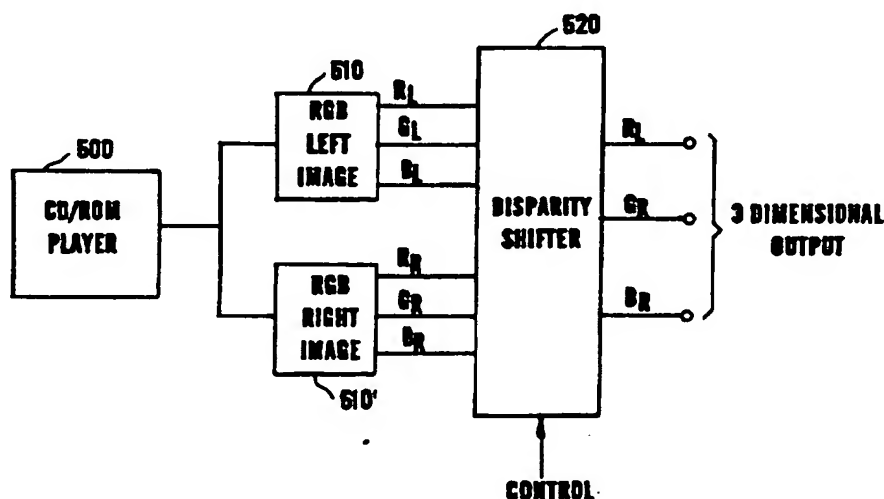 520
510
RGB
LEFT
IMAGE
RL
GL
BL
RL
500
CD/ROM
PLAYER
DISPARITY
SHIFTER
GR
3 DIMENSIONAL
OUTPUT
RR
GR
BR
BR
RGB
RIGHT
IMAGE
510'
CONTROL